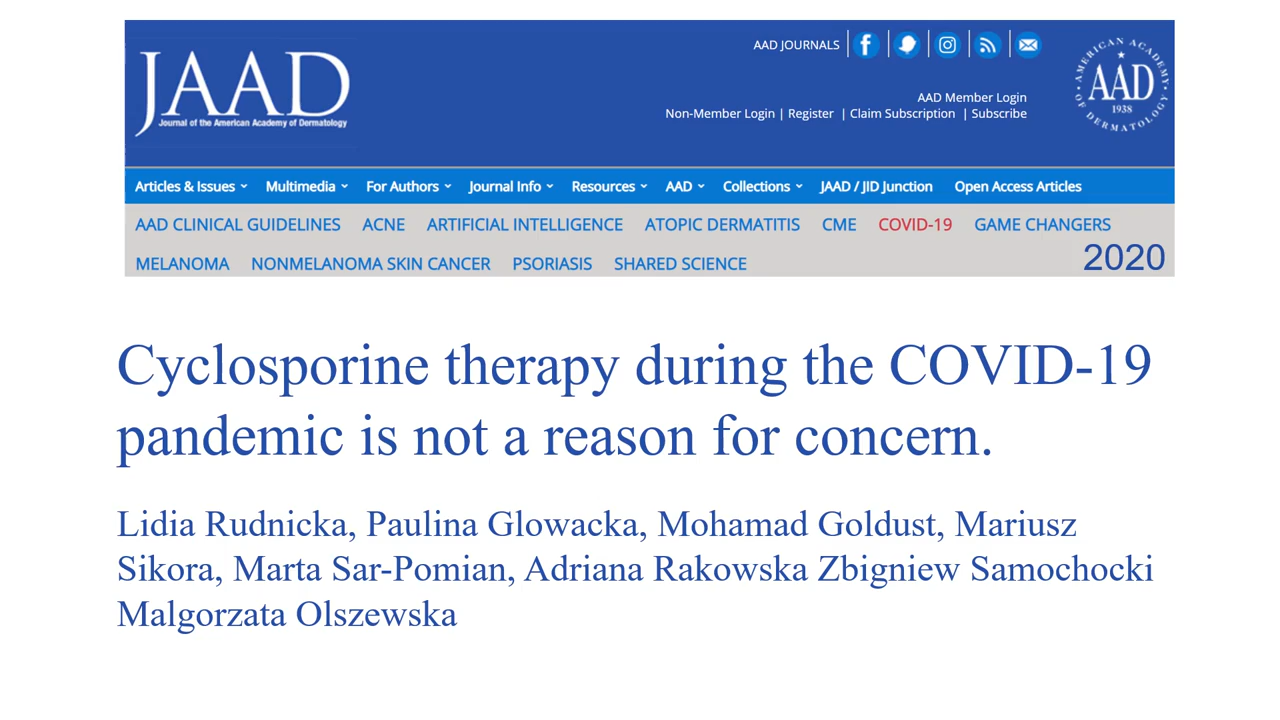 AAD JOURNALS
JAAD
Journal of the American Academy of Dermatology
AMERICAN ACADEMY OF DERMATOLOGY
AAD
1938
AAD Member Login
Non-Member Login | Register | Claim Subscription | Subscribe
Articles & Issues Multimedia For Authors Journal Info Resources AAD Collections JAAD / JID Junction Open Access Articles
AAD CLINICAL GUIDELINES ACNE ARTIFICIAL INTELLIGENCE ATOPIC DERMATITIS CME COVID-19 GAME CHANGERS
MELANOMA NONMELANOMA SKIN CANCER PSORIASIS SHARED SCIENCE
2020
Cyclosporine therapy during the COVID-19
pandemic is not a reason for concern.
Lidia Rudnicka, Paulina Glowacka, Mohamad Goldust, Mariusz
Sikora, Marta Sar-Pomian, Adriana Rakowska Zbigniew Samochocki
Malgorzata Olszewska